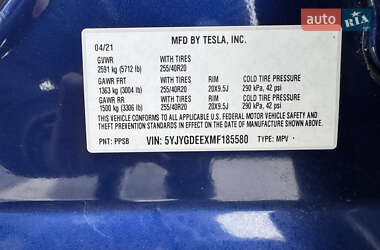 auto RIA.com
04/21 MFD BY TESLA, INC.
GVWR WITH TIRES
2591 kg (5712 lb) 255/40R20
GAWR FRT WITH TIRES RIM COLD TIRE PRESSURE
1363 kg (3004 lb) 255/40R20 20X9.5J 290 kPa, 42 psi
GAWR RR WITH TIRES RIM COLD TIRE PRESSURE
1500 kg (3306 lb) 255/40R20 20X9.5J 290 kPa, 42 psi
THIS VEHICLE CONFORMS TO ALL APPLICABLE U.S. FEDERAL MOTOR VEHICLE SAFETY
AND THEFT PREVENTION STANDARDS IN EFFECT ON THE DATE OF MANUFACTURE SHOWN ABOVE.
PNT: PPSB VIN: 5YJYGDEEXMF185580 TYPE: MPV